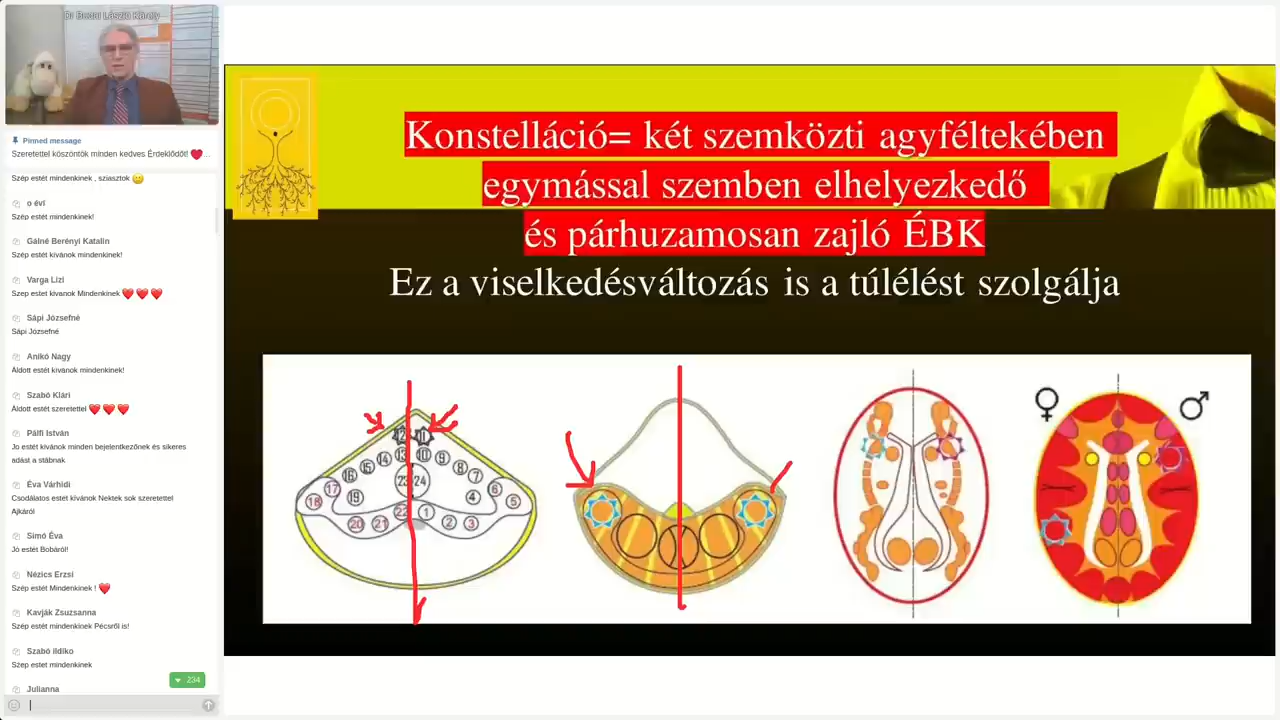 Dr Bodai László Károly
Pinned message
Szeretettel köszöntök minden kedves Érdeklődőt! ❤️...
Szép estét mindenkinek , sziasztok 🙂
o évi
Szép estét mindenkinek!
Gálné Berényi Katalin
Szép estét kívánok mindenkinek!
Varga Lizi
Szep estet kivanok Mindenkinek ❤️ ❤️ ❤️
Sápi Józsefné
Sápi Józsefné
Anikó Nagy
Áldott estét kívánok mindenkinek!
Szabó Klári
Áldott estét szeretettel ❤️ ❤️ ❤️
Pálfi István
Jo estét kívánok minden bejelentkezőnek és sikeres
adást a stábnak
Éva Várhidi
Csodálatos estét kívánok Nektek sok szeretettel
Ajkáról
Simó Éva
Jó estét Bobáról!
Nézics Erzsi
Szép estét Mindenkinek ! ❤️
Kavják Zsuzsanna
Szép estét mindenkinek Pécsről is!
Szabó ildiko
Szép estet mindenkinek
Julianna
234
Konstelláció= két szemközti agyféltekében
egymással szemben elhelyezkedő
és párhuzamosan zajló ÉBK
Ez a viselkedésváltozás is a túlélést szolgálja
12 11
13 10
14 9
15 8
16 7
17 6
18 5
19 4
23 24
22 1
21 2
20 3
♀ ♂